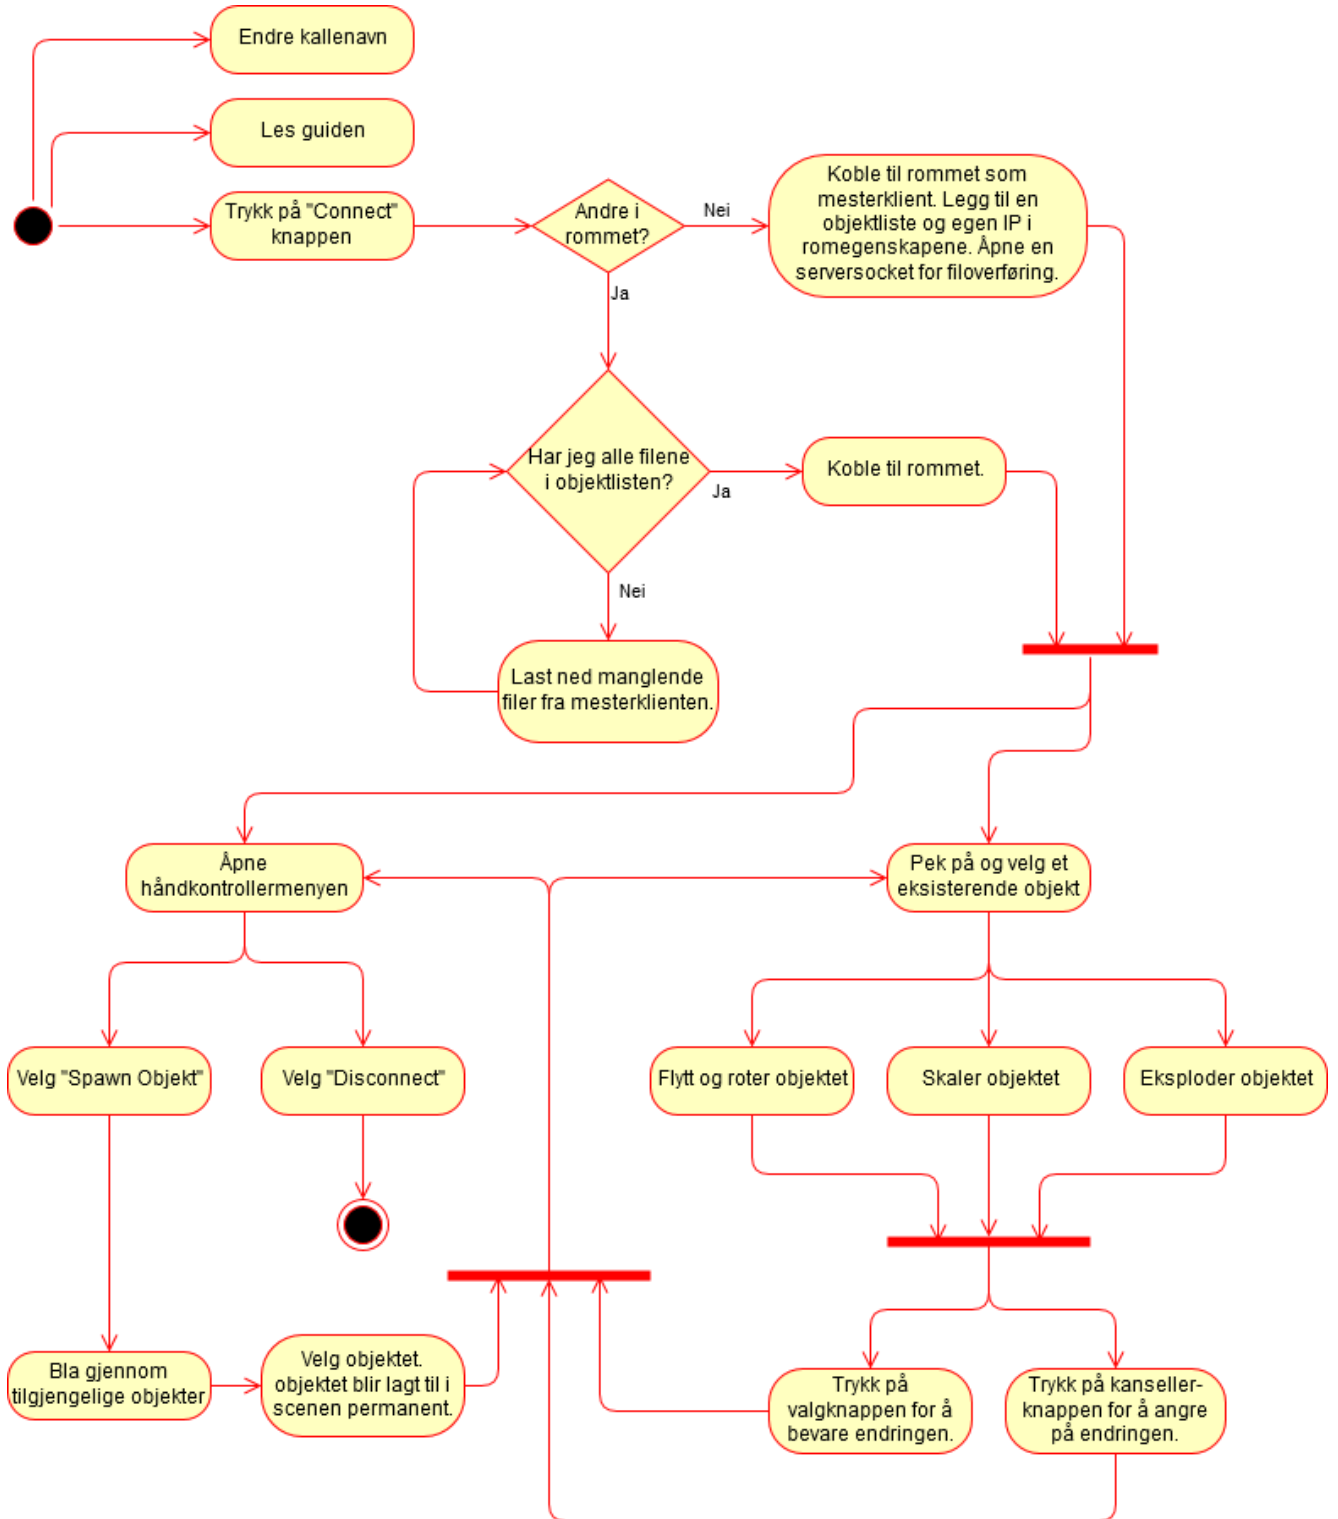 Endre kallenavn
Les guiden
Trykk på "Connect"
knappen
Andre i
rommet?
Nei
Koble til rommet som
mesterklient. Legg til en
objektliste og egen IP i
romegenskapene. Åpne en
serversocket for filoverføring.
Ja
Har jeg alle filene
i objektlisten?
Ja
Koble til rommet.
Nei
Last ned manglende
filer fra mesterklienten.
Åpne
håndkontrollermenyen
Pek på og velg et
eksisterende objekt
Velg "Spawn Objekt"
Velg "Disconnect"
Flytt og roter objektet
Skaler objektet
Eksploder objektet
Bla gjennom
tilgjengelige objekter
Velg objektet.
objektet blir lagt til i
scenen permanent.
Trykk på
valgknappen for å
bevare endringen.
Trykk på kanseller-
knappen for å angre
på endringen.